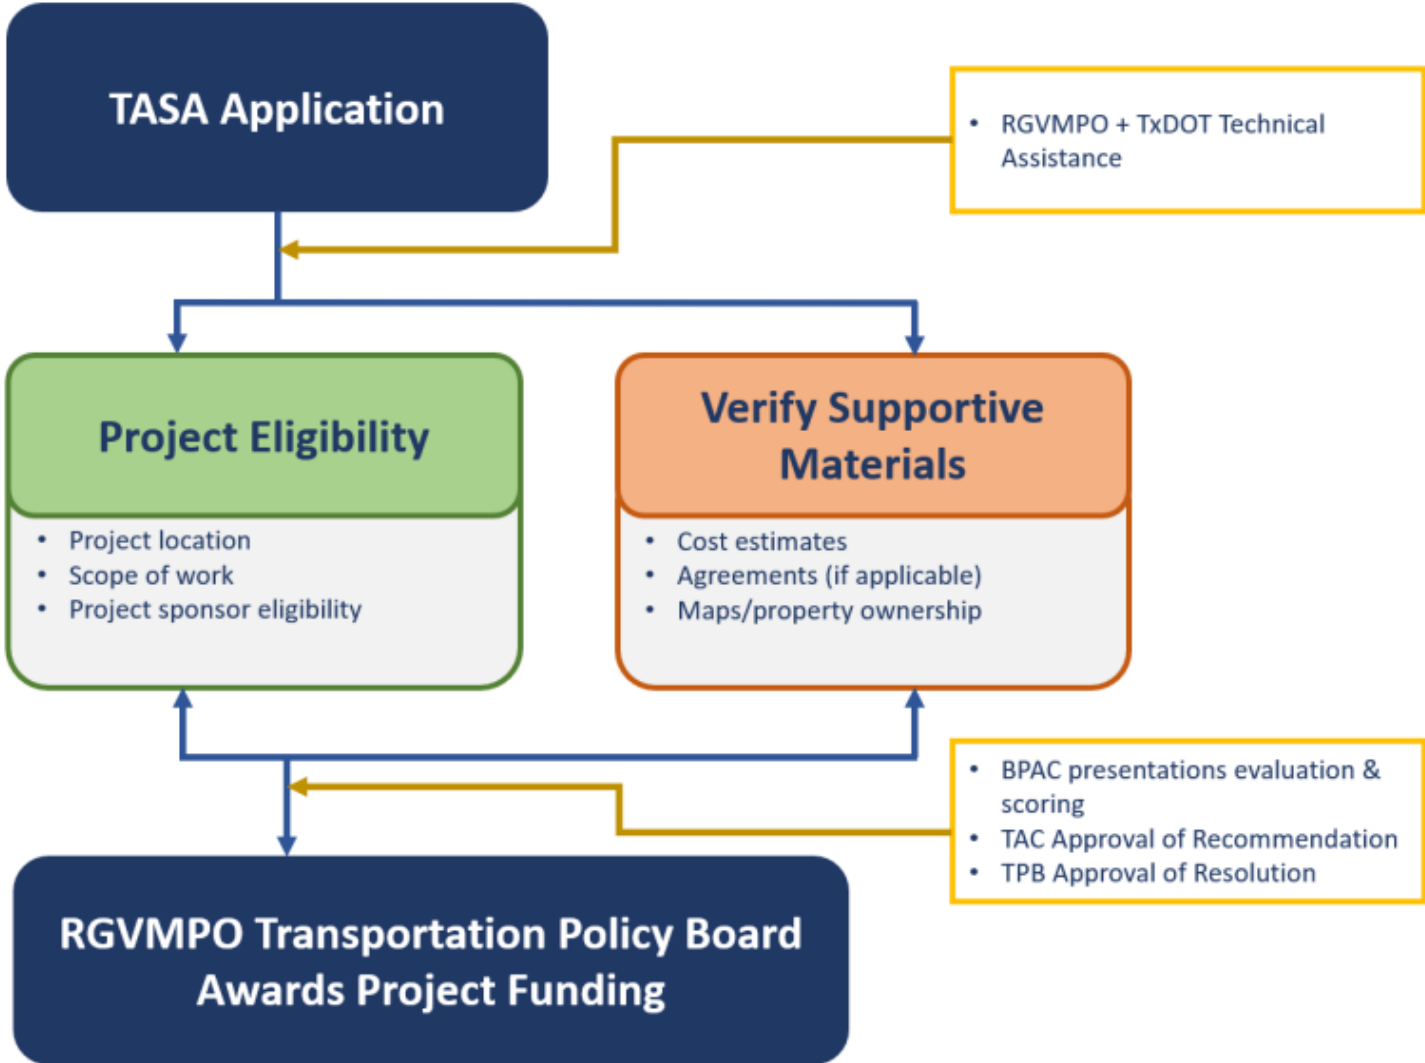 TASA Application
• RGVMPO + TxDOT Technical
Assistance
Project Eligibility
• Project location
• Scope of work
• Project sponsor eligibility
Verify Supportive
Materials
• Cost estimates
• Agreements (if applicable)
• Maps/property ownership
• BPAC presentations evaluation &
scoring
• TAC Approval of Recommendation
• TPB Approval of Resolution
RGVMPO Transportation Policy Board
Awards Project Funding